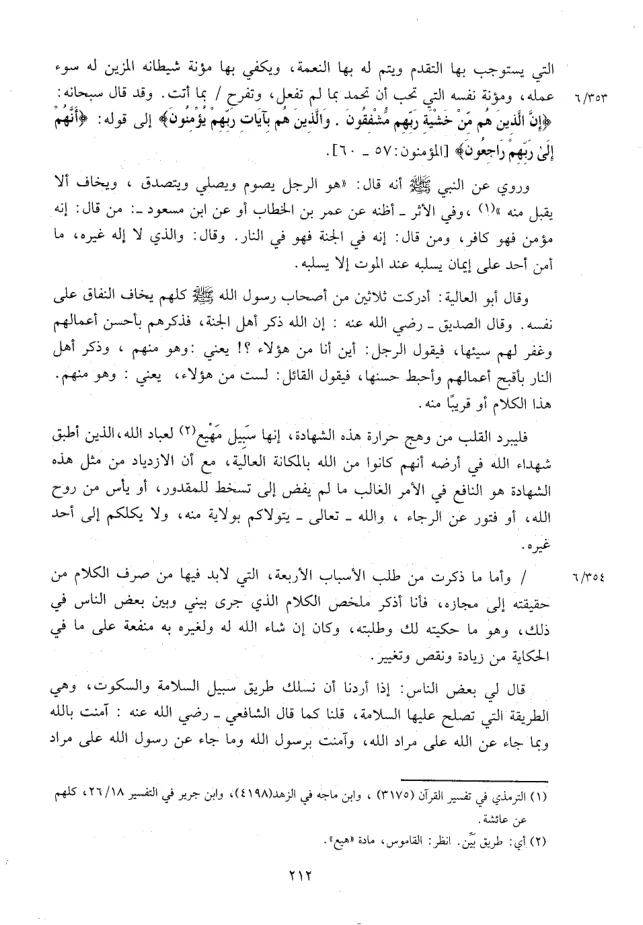 التي يستوجب بها التقدم ويتم له بها النعمة، ويكفي بها مؤنة شيطانه المزين له سوء
٦/٣٥٣ عمله، ومؤنة نفسه التي تحب أن تحمد بما لم تفعل، وتفرح / بما أتت. وقد قال سبحانه:
﴿إِنَّ الَّذِينَ هُم مِّنْ خَشْيَةِ رَبِّهِم مُّشْفِقُونَ . وَالَّذِينَ هُم بِآيَاتِ رَبِّهِمْ يُؤْمِنُونَ﴾ إلى قوله: ﴿أَنَّهُمْ
إِلَىٰ رَبِّهِمْ رَاجِعُونَ﴾ [المؤمنون:٥٧ ــ ٦٠].
وروي عن النبي ﷺ أنه قال: «هو الرجل يصوم ويصلي ويتصدق ، ويخاف ألا
يقبل منه »(١) ،وفي الأثر ــ أظنه عن عمر بن الخطاب أو عن ابن مسعود ــ: من قال: إنه
مؤمن فهو كافر، ومن قال: إنه في الجنة فهو في النار. وقال: والذي لا إله غيره، ما
أمن أحد على إيمان يسلبه عند الموت إلا يسلبه.
وقال أبو العالية: أدركت ثلاثين من أصحاب رسول الله ﷺ كلهم يخاف النفاق على
نفسه. وقال الصديق ــ رضي الله عنه : إن الله ذكر أهل الجنة، فذكرهم بأحسن أعمالهم
وغفر لهم سيئها، فيقول الرجل: أين أنا من هؤلاء ؟! يعني :وهو منهم ، وذكر أهل
النار بأقبح أعمالهم وأحبط حسنها، فيقول القائل: لست من هؤلاء، يعني : وهو منهم.
هذا الكلام أو قريبًا منه.
فليبرد القلب من وهج حرارة هذه الشهادة، إنها سَبِيل مَهْيع(٢) لعباد الله،الذين أطبق
شهداء الله في أرضه أنهم كانوا من الله بالمكانة العالية، مع أن الازدياد من مثل هذه
الشهادة هو النافع في الأمر الغالب ما لم يفض إلى تسخط للمقدور، أو يأس من روح
الله، أو فتور عن الرجاء ، والله ــ تعالى ــ يتولاكم بولاية منه، ولا يكلكم إلى أحد
غيره.
٦/٣٥٤ / وأما ما ذكرت من طلب الأسباب الأربعة، التي لابد فيها من صرف الكلام من
حقيقته إلى مجازه، فأنا أذكر ملخص الكلام الذي جرى بيني وبين بعض الناس في
ذلك، وهو ما حكيته لك وطلبته، وكان إن شاء الله له ولغيره به منفعة على ما في
الحكاية من زيادة ونقص وتغيير.
قال لي بعض الناس: إذا أردنا أن نسلك طريق سبيل السلامة والسكوت، وهي
الطريقة التي تصلح عليها السلامة، قلنا كما قال الشافعي ــ رضي الله عنه : آمنت بالله
وبما جاء عن الله على مراد الله، وآمنت برسول الله وما جاء عن رسول الله على مراد
(١) الترمذي في تفسير القرآن (٣١٧٥) ، وابن ماجه في الزهد(٤١٩٨)، وابن جرير في التفسير ٢٦/١٨، كلهم
عن عائشة.
(٢) أي: طريق بَيِّن. انظر: القاموس، مادة «هيع».
٢١٢